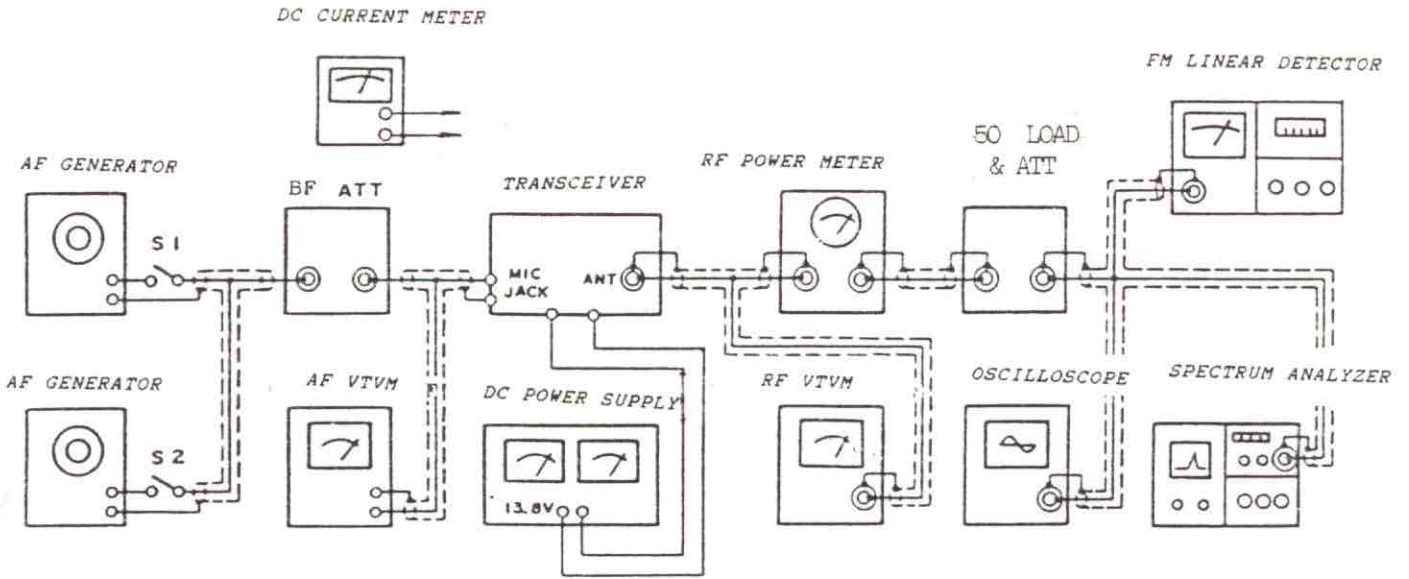 DC CURRENT METER
FM LINEAR DETECTOR
50 LOAD
& ATT
AF GENERATOR
BF ATT
TRANSCEIVER
RF POWER METER
S1
MIC
JACK
ANT
AF GENERATOR
AF VTVM
DC POWER SUPPLY
RF VTVM
OSCILLOSCOPE
SPECTRUM ANALYZER
S2
13.8V